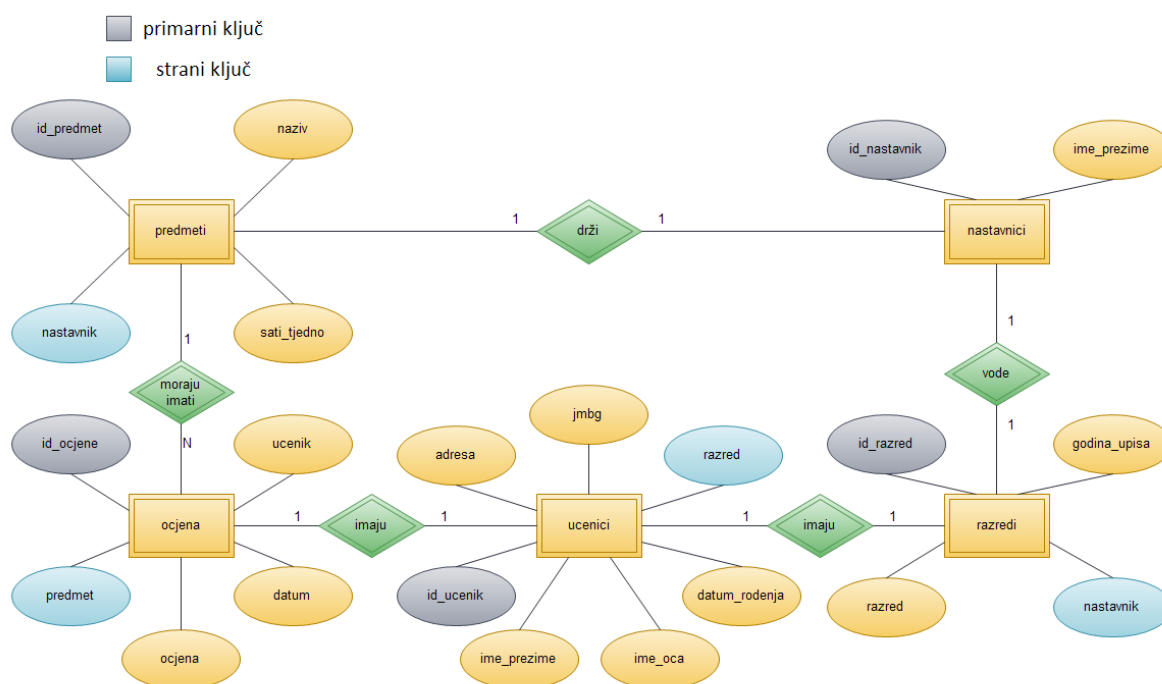 primarni ključ
strani ključ
id_predmet
naziv
id_nastavnik
ime_prezime
predmeti
1
drži
1
nastavnici
nastavnik
sati_tjedno
1
1
moraju
imati
vode
N
1
id_ocjene
ucenik
adresa
jmbg
razred
id_razred
godina_upisa
ocjena
1
imaju
1
ucenici
1
imaju
1
razredi
predmet
datum
id_ucenik
datum_rodenja
razred
nastavnik
ocjena
ime_prezime
ime_oca